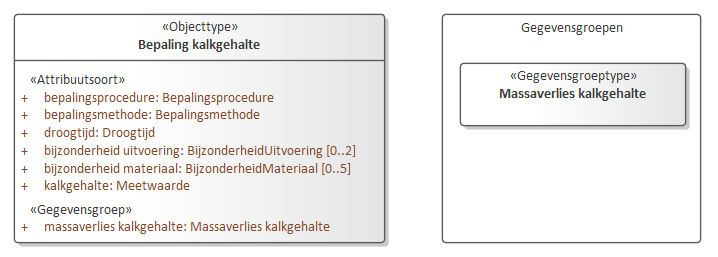 «Objecttype»
Bepaling kalkgehalte
«Attribuutsoort»
+ bepalingsprocedure: Bepalingsprocedure
+ bepalingsmethode: Bepalingsmethode
+ droogtijd: Droogtijd
+ bijzonderheid uitvoering: BijzonderheidUitvoering [0..2]
+ bijzonderheid materiaal: BijzonderheidMateriaal [0..5]
+ kalkgehalte: Meetwaarde
«Gegevensgroep»
+ massaverlies kalkgehalte: Massaverlies kalkgehalte
Gegevensgroepen
«Gegevensgroeptype»
Massaverlies kalkgehalte